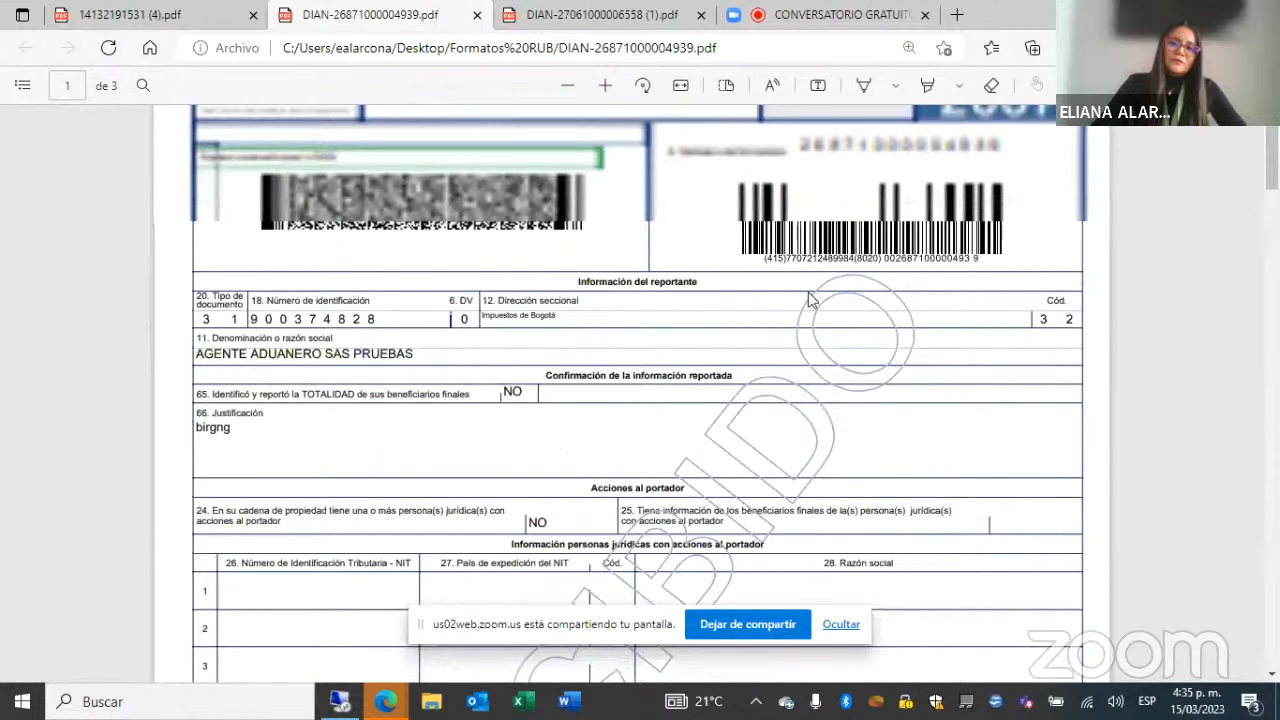 14132191531 (4).pdf
DIAN-26871000004939.pdf
DIAN-27061000006558 (1).pdf
CONVERSATORIO GRATUIT
Archivo
C:/Users/ealarcona/Desktop/Formatos%20RUB/DIAN-26871000004939.pdf
ELIANA ALAR...
1 de 3
26871000004939
(415)7707212489984(8020) 002687100000493 9
Información del reportante
20. Tipo de documento
18. Número de identificación
6. DV
12. Dirección seccional
Cód.
3 1
9 0 0 3 7 4 8 2 8
0
Impuestos de Bogotá
3 2
11. Denominación o razón social
AGENTE ADUANERO SAS PRUEBAS
Confirmación de la información reportada
65. Identificó y reportó la TOTALIDAD de sus beneficiarios finales
NO
66. Justificación
birgng
Acciones al portador
24. En su cadena de propiedad tiene una o más persona(s) jurídica(s) con
acciones al portador
NO
25. Tiene información de los beneficiarios finales de la(s) persona(s) jurídica(s)
con acciones al portador
Información personas jurídicas con acciones al portador
26. Número de Identificación Tributaria - NIT
27. País de expedición del NIT
Cód.
28. Razón social
1
2
3
us02web.zoom.us está compartiendo tu pantalla.
Dejar de compartir
Ocultar
zoom
Buscar
21°C
ESP
4:35 p. m.
15/03/2023
3